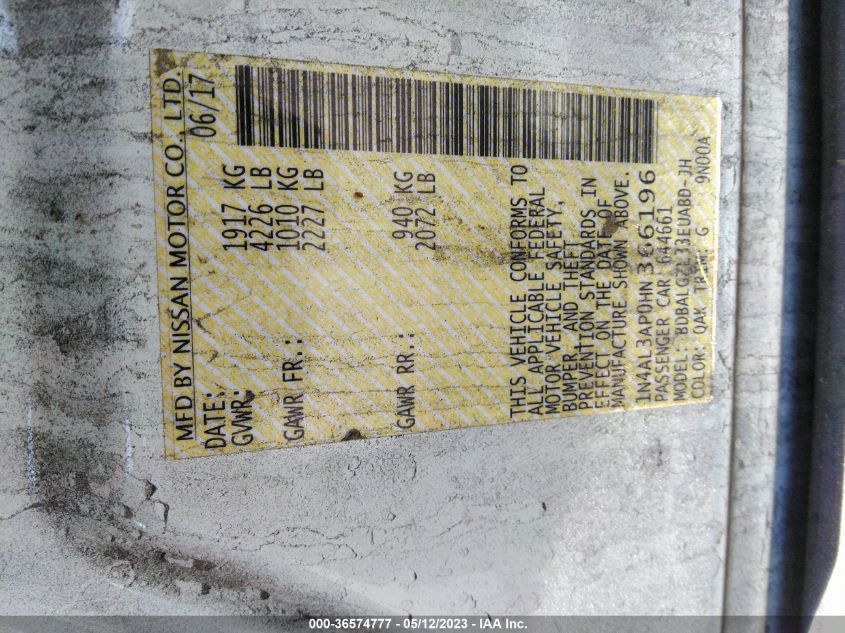 MFD BY NISSAN MOTOR CO., LTD.
DATE: 06/17
GVWR: 1917 KG
4226 LB
GAWR FR.: 1010 KG
2227 LB
GAWR RR.: 940 KG
2072 LB
THIS VEHICLE CONFORMS TO
ALL APPLICABLE FEDERAL
MOTOR VEHICLE SAFETY,
BUMPER AND THEFT
PREVENTION STANDARDS IN
EFFECT ON THE DATE OF
MANUFACTURE SHOWN ABOVE.
1N4AL3AP0HN366196
PASSENGER CAR 644661
MODEL: BDBALGZL33EUABD-JH
COLOR: QAK TRIM: G 9N00A
000-36574777 - 05/12/2023 - IAA Inc.